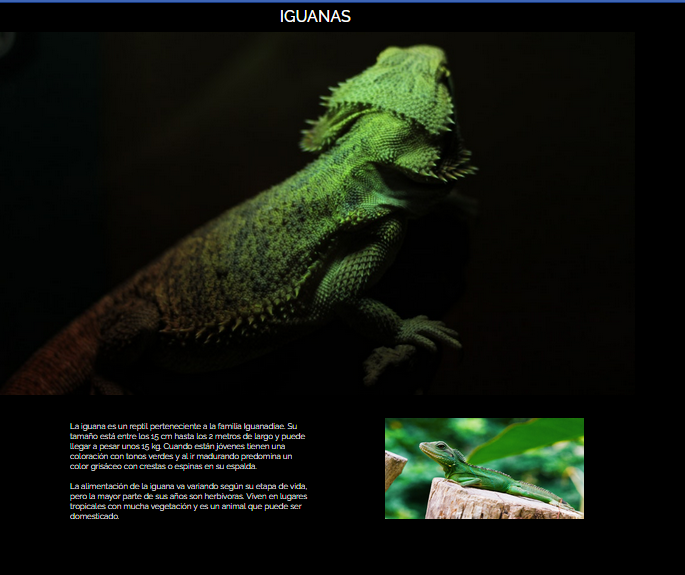 IGUANAS
La iguana es un reptil perteneciente a la familia Iguanadiae. Su
tamaño está entre los 15 cm hasta los 2 metros de largo y puede
llegar a pesar unos 15 kg. Cuando están jóvenes tienen una
coloración con tonos verdes y al ir madurando predomina un
color grisáceo con crestas o espinas en su espalda.
La alimentación de la iguana va variando según su etapa de vida,
pero la mayor parte de sus años son herbívoras. Viven en lugares
tropicales con mucha vegetación y es un animal que puede ser
domesticado.